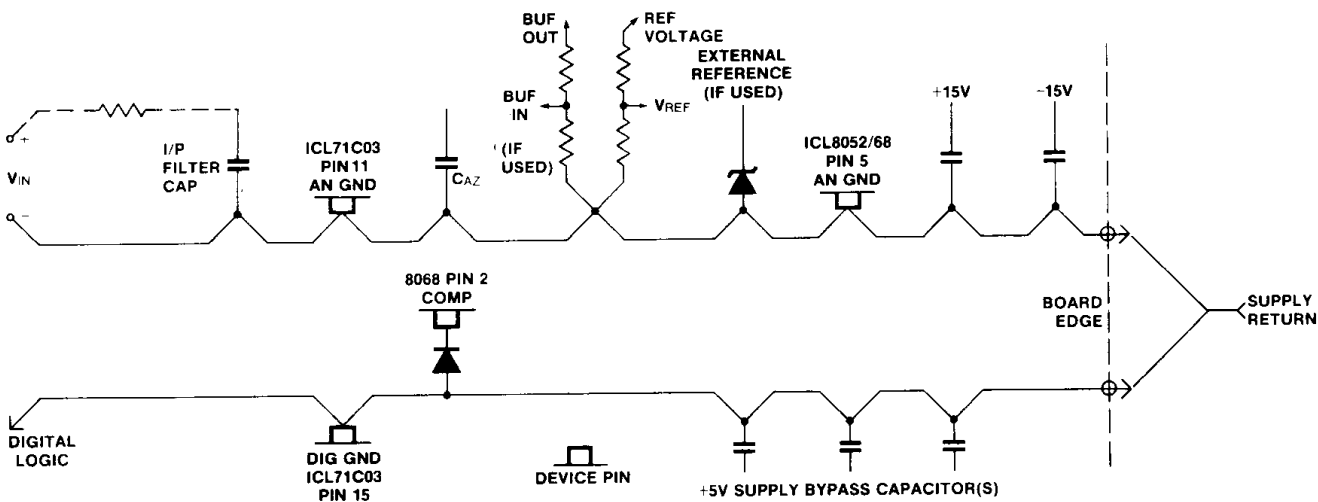 BUF
OUT
REF
VOLTAGE
EXTERNAL
REFERENCE
(IF USED)
+15V
-15V
BUF
IN
VREF
+
VIN
-
I/P
FILTER
CAP
ICL71C03
PIN 11
AN GND
CAZ
(IF
USED)
ICL8052/68
PIN 5
AN GND
8068 PIN 2
COMP
BOARD
EDGE
SUPPLY
RETURN
DIGITAL
LOGIC
DIG GND
ICL71C03
PIN 15
DEVICE PIN
+5V SUPPLY BYPASS CAPACITOR(S)